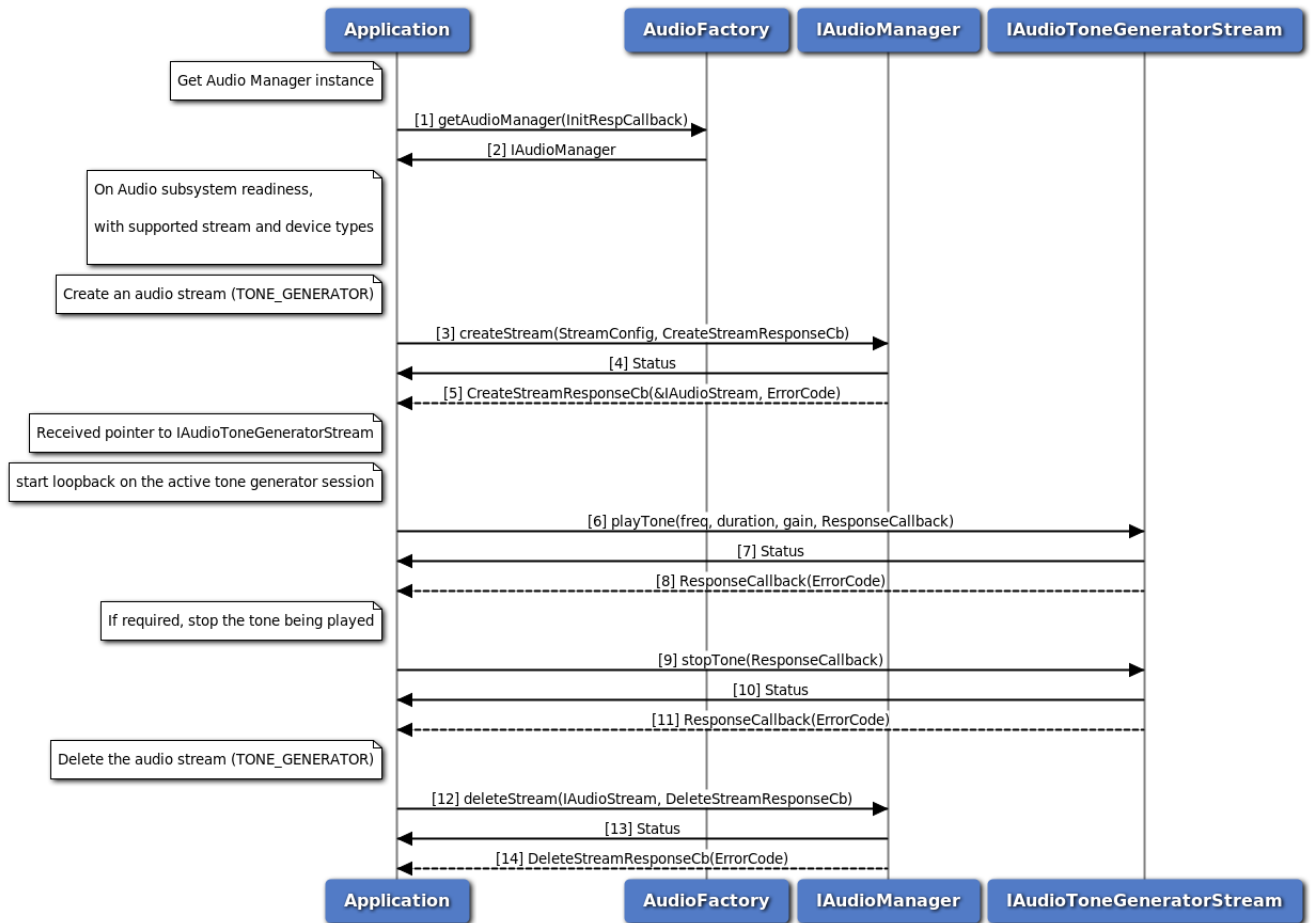 Application
AudioFactory
IAudioManager
IAudioToneGeneratorStream
Get Audio Manager instance
[1] getAudioManager(InitRespCallback)
[2] IAudioManager
On Audio subsystem readiness,
with supported stream and device types
Create an audio stream (TONE_GENERATOR)
[3] createStream(StreamConfig, CreateStreamResponseCb)
[4] Status
[5] CreateStreamResponseCb(&IAudioStream, ErrorCode)
Received pointer to IAudioToneGeneratorStream
start loopback on the active tone generator session
[6] playTone(freq, duration, gain, ResponseCallback)
[7] Status
[8] ResponseCallback(ErrorCode)
If required, stop the tone being played
[9] stopTone(ResponseCallback)
[10] Status
[11] ResponseCallback(ErrorCode)
Delete the audio stream (TONE_GENERATOR)
[12] deleteStream(IAudioStream, DeleteStreamResponseCb)
[13] Status
[14] DeleteStreamResponseCb(ErrorCode)
Application
AudioFactory
IAudioManager
IAudioToneGeneratorStream